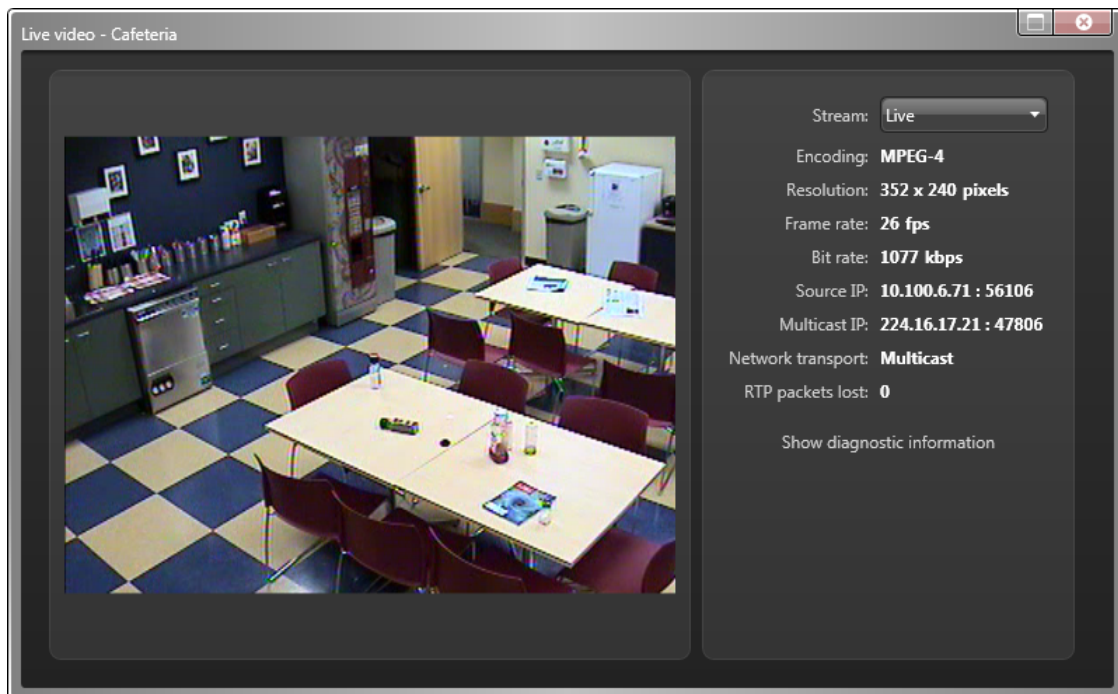 Live video - Cafeteria
Stream: Live
Encoding: MPEG-4
Resolution: 352 x 240 pixels
Frame rate: 26 fps
Bit rate: 1077 kbps
Source IP: 10.100.6.71 : 56106
Multicast IP: 224.16.17.21 : 47806
Network transport: Multicast
RTP packets lost: 0
Show diagnostic information